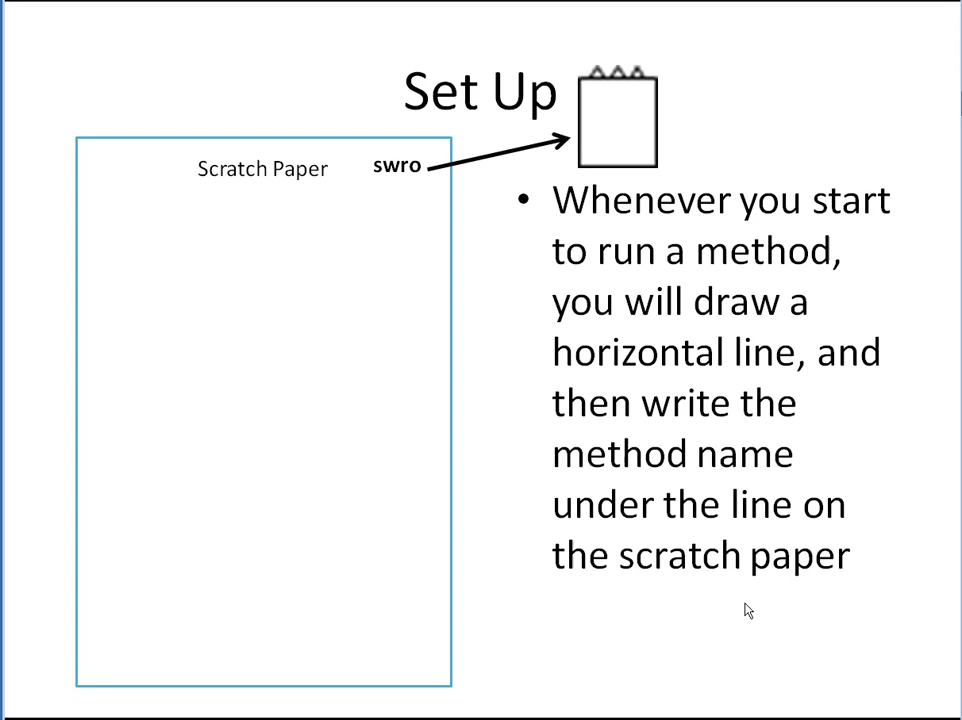 Set Up
Scratch Paper
swro
• Whenever you start
to run a method,
you will draw a
horizontal line, and
then write the
method name
under the line on
the scratch paper